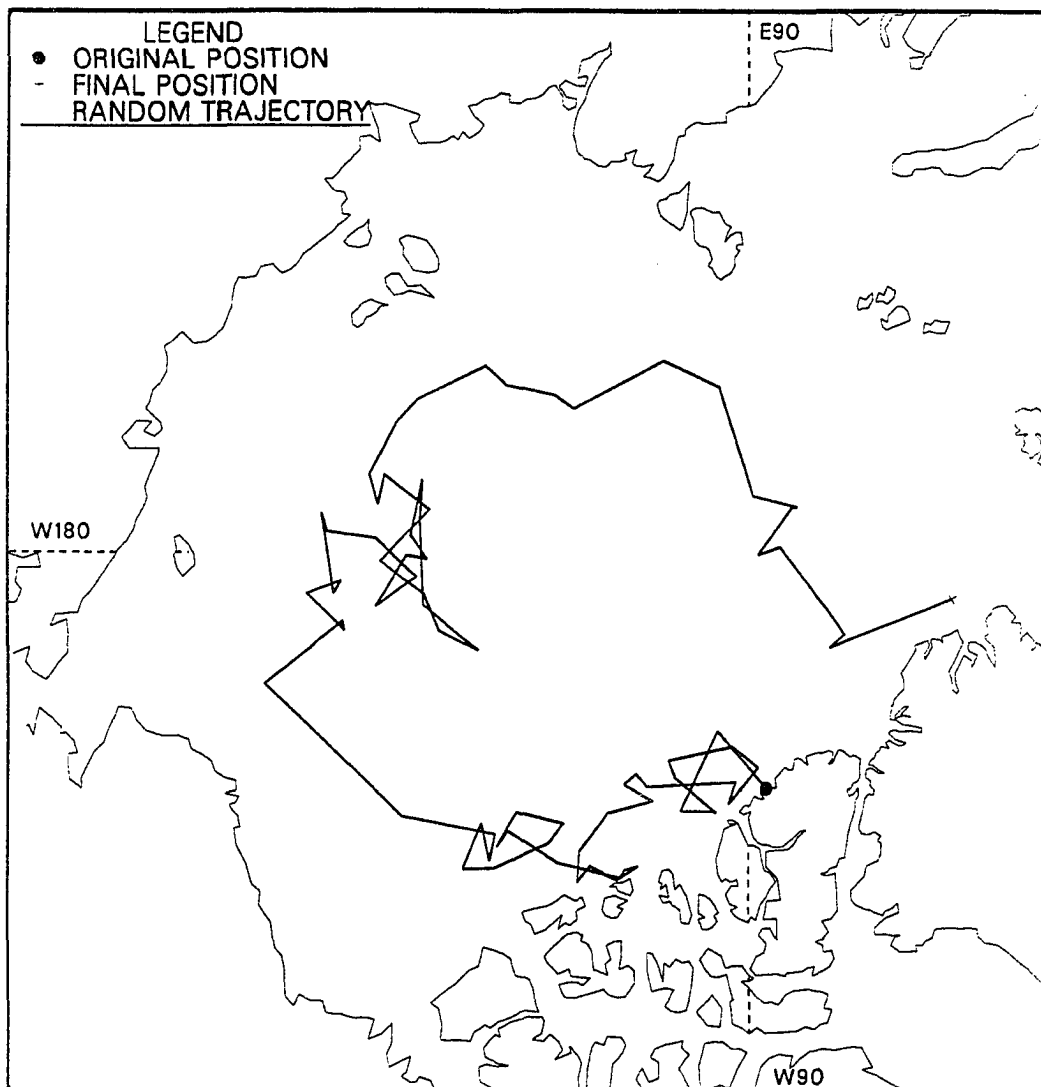 LEGEND
● ORIGINAL POSITION
- FINAL POSITION
RANDOM TRAJECTORY
E90
W180
W90